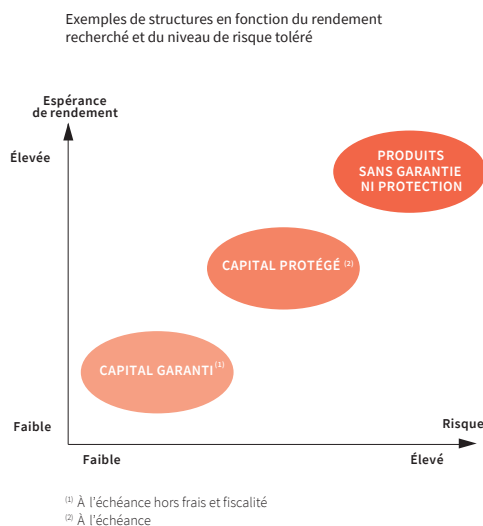 Exemples de structures en fonction du rendement
recherché et du niveau de risque toléré
Espérance
de rendement
Élevée
PRODUITS
SANS GARANTIE
NI PROTECTION
CAPITAL PROTÉGÉ (2)
CAPITAL GARANTI (1)
Faible
Risque
Faible
Élevé
(1) À l'échéance hors frais et fiscalité
(2) À l'échéance